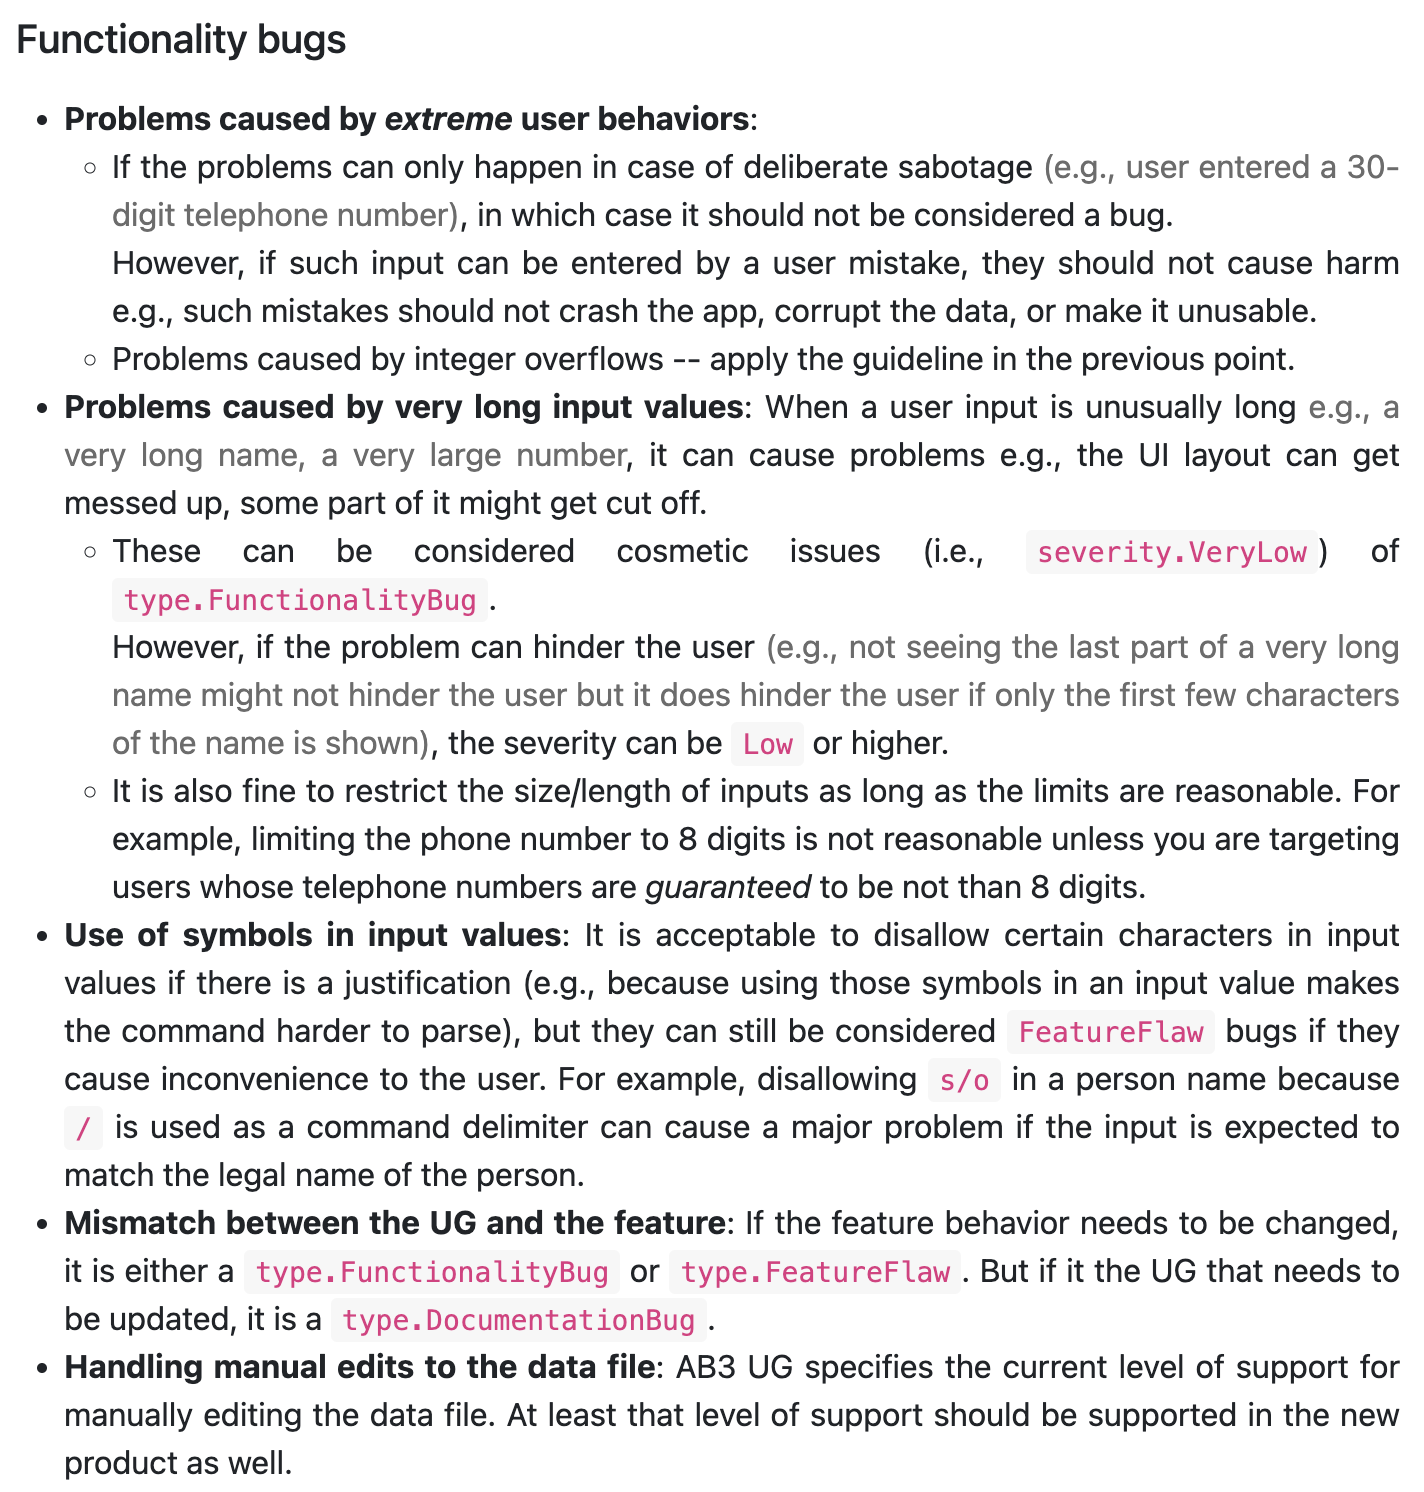 Functionality bugs
• Problems caused by extreme user behaviors:
◦ If the problems can only happen in case of deliberate sabotage (e.g., user entered a 30-
digit telephone number), in which case it should not be considered a bug.
However, if such input can be entered by a user mistake, they should not cause harm
e.g., such mistakes should not crash the app, corrupt the data, or make it unusable.
◦ Problems caused by integer overflows -- apply the guideline in the previous point.
• Problems caused by very long input values: When a user input is unusually long e.g., a
very long name, a very large number, it can cause problems e.g., the UI layout can get
messed up, some part of it might get cut off.
◦ These can be considered cosmetic issues (i.e., severity.VeryLow) of
type.FunctionalityBug.
However, if the problem can hinder the user (e.g., not seeing the last part of a very long
name might not hinder the user but it does hinder the user if only the first few characters
of the name is shown), the severity can be Low or higher.
◦ It is also fine to restrict the size/length of inputs as long as the limits are reasonable. For
example, limiting the phone number to 8 digits is not reasonable unless you are targeting
users whose telephone numbers are guaranteed to be not than 8 digits.
• Use of symbols in input values: It is acceptable to disallow certain characters in input
values if there is a justification (e.g., because using those symbols in an input value makes
the command harder to parse), but they can still be considered FeatureFlaw bugs if they
cause inconvenience to the user. For example, disallowing s/o in a person name because
/ is used as a command delimiter can cause a major problem if the input is expected to
match the legal name of the person.
• Mismatch between the UG and the feature: If the feature behavior needs to be changed,
it is either a type.FunctionalityBug or type.FeatureFlaw. But if it the UG that needs to
be updated, it is a type.DocumentationBug.
• Handling manual edits to the data file: AB3 UG specifies the current level of support for
manually editing the data file. At least that level of support should be supported in the new
product as well.